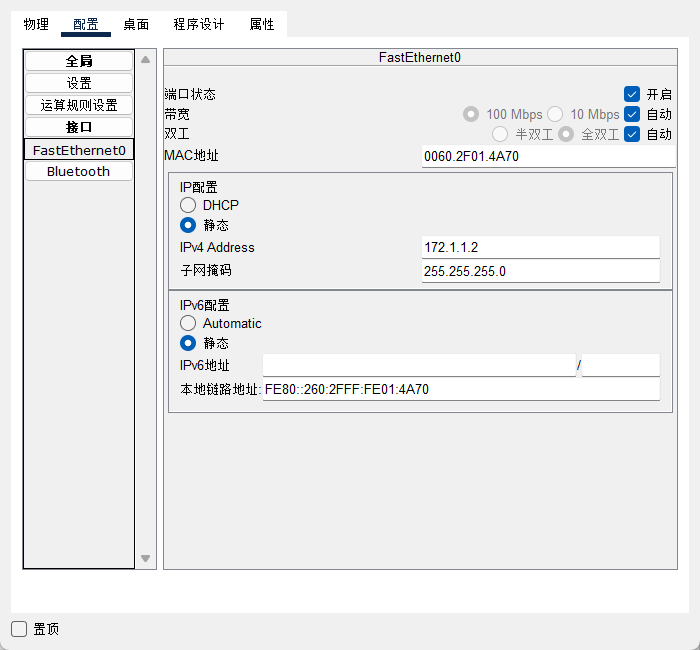 物理 配置 桌面 程序设计 属性
全局
设置
运算规则设置
接口
FastEthernet0
Bluetooth
FastEthernet0
端口状态 开启
带宽 100 Mbps 10 Mbps 自动
双工 半双工 全双工 自动
MAC地址 0060.2F01.4A70
IP配置
DHCP
静态
IPv4 Address 172.1.1.2
子网掩码 255.255.255.0
IPv6配置
Automatic
静态
IPv6地址 /
本地链路地址: FE80::260:2FFF:FE01:4A70
置顶